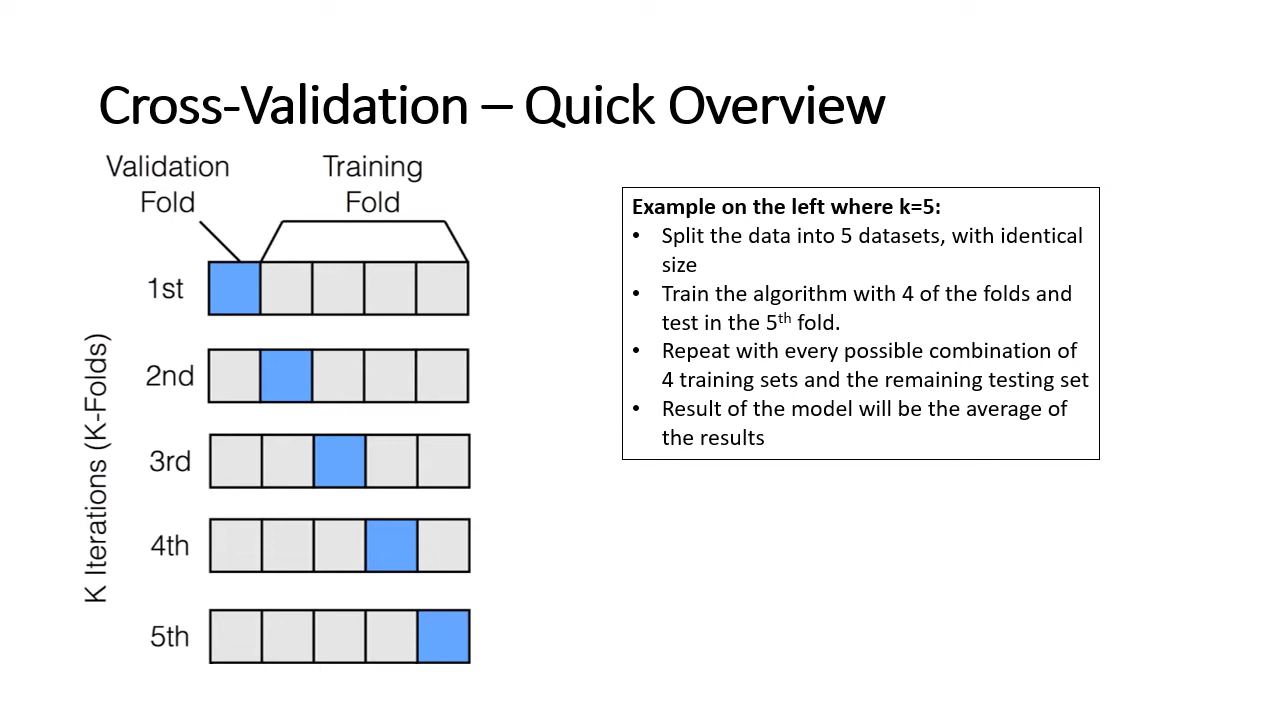 Cross-Validation – Quick Overview
Validation
Fold
Training
Fold
1st
2nd
3rd
4th
5th
K Iterations (K-Folds)
Example on the left where k=5:
• Split the data into 5 datasets, with identical
size
• Train the algorithm with 4 of the folds and
test in the 5th fold.
• Repeat with every possible combination of
4 training sets and the remaining testing set
• Result of the model will be the average of
the results